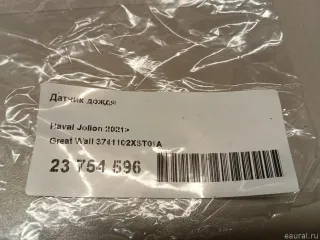 Датчик дождя
Haval Jolion 2021>
Great Wall 3741102XST01A
23 754 596
eaural.ru